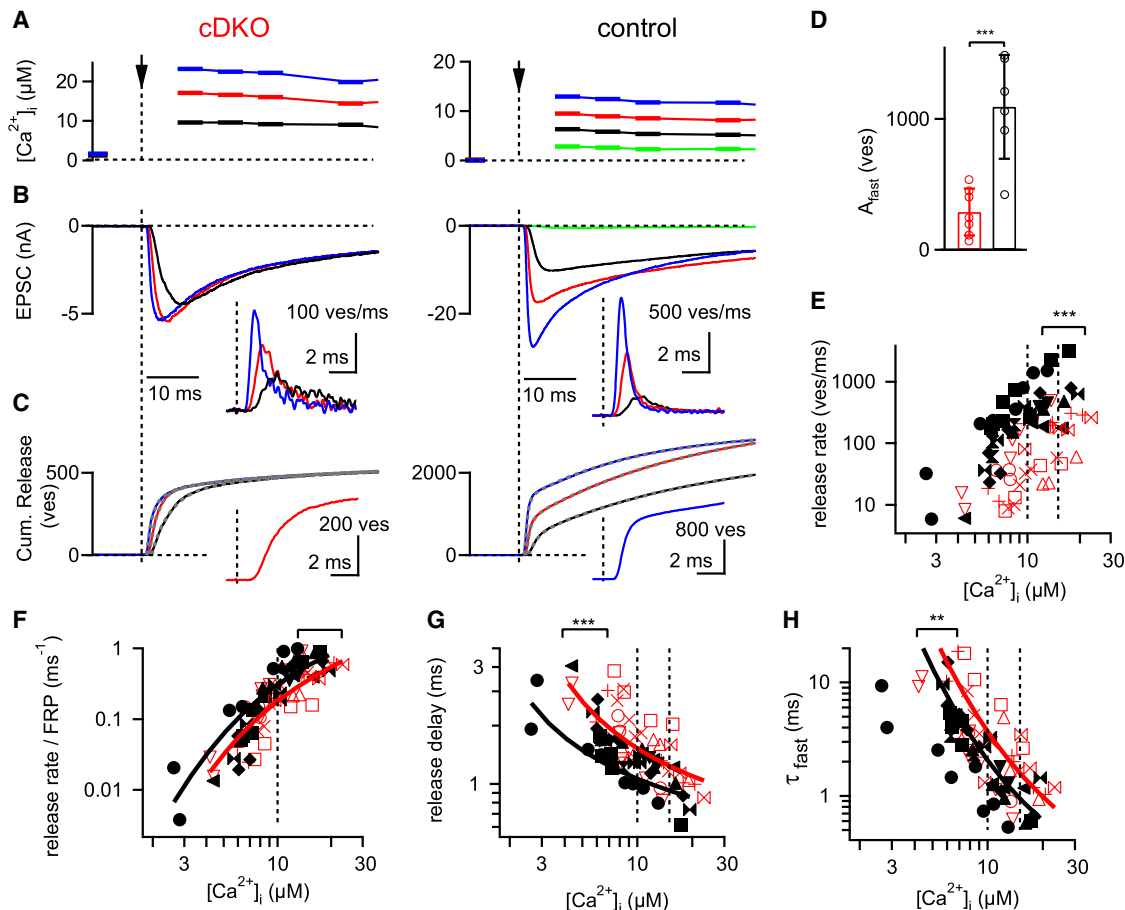 A
cDKO
control
[Ca2+]i (µM)
20
10
0
20
10
0
B
EPSC (nA)
0
-5
10 ms
100 ves/ms
2 ms
0
-20
10 ms
500 ves/ms
2 ms
C
Cum. Release
(ves)
500
0
200 ves
2 ms
2000
0
800 ves
2 ms
D
***
Afast (ves)
1000
0
E
***
release rate (ves/ms)
1000
100
10
3
10
30
[Ca2+]i (µM)
F
release rate / FRP (ms-1)
1
0.1
0.01
3
10
30
[Ca2+]i (µM)
G
***
release delay (ms)
3
1
3
10
30
[Ca2+]i (µM)
H
**
τfast (ms)
10
1
3
10
30
[Ca2+]i (µM)